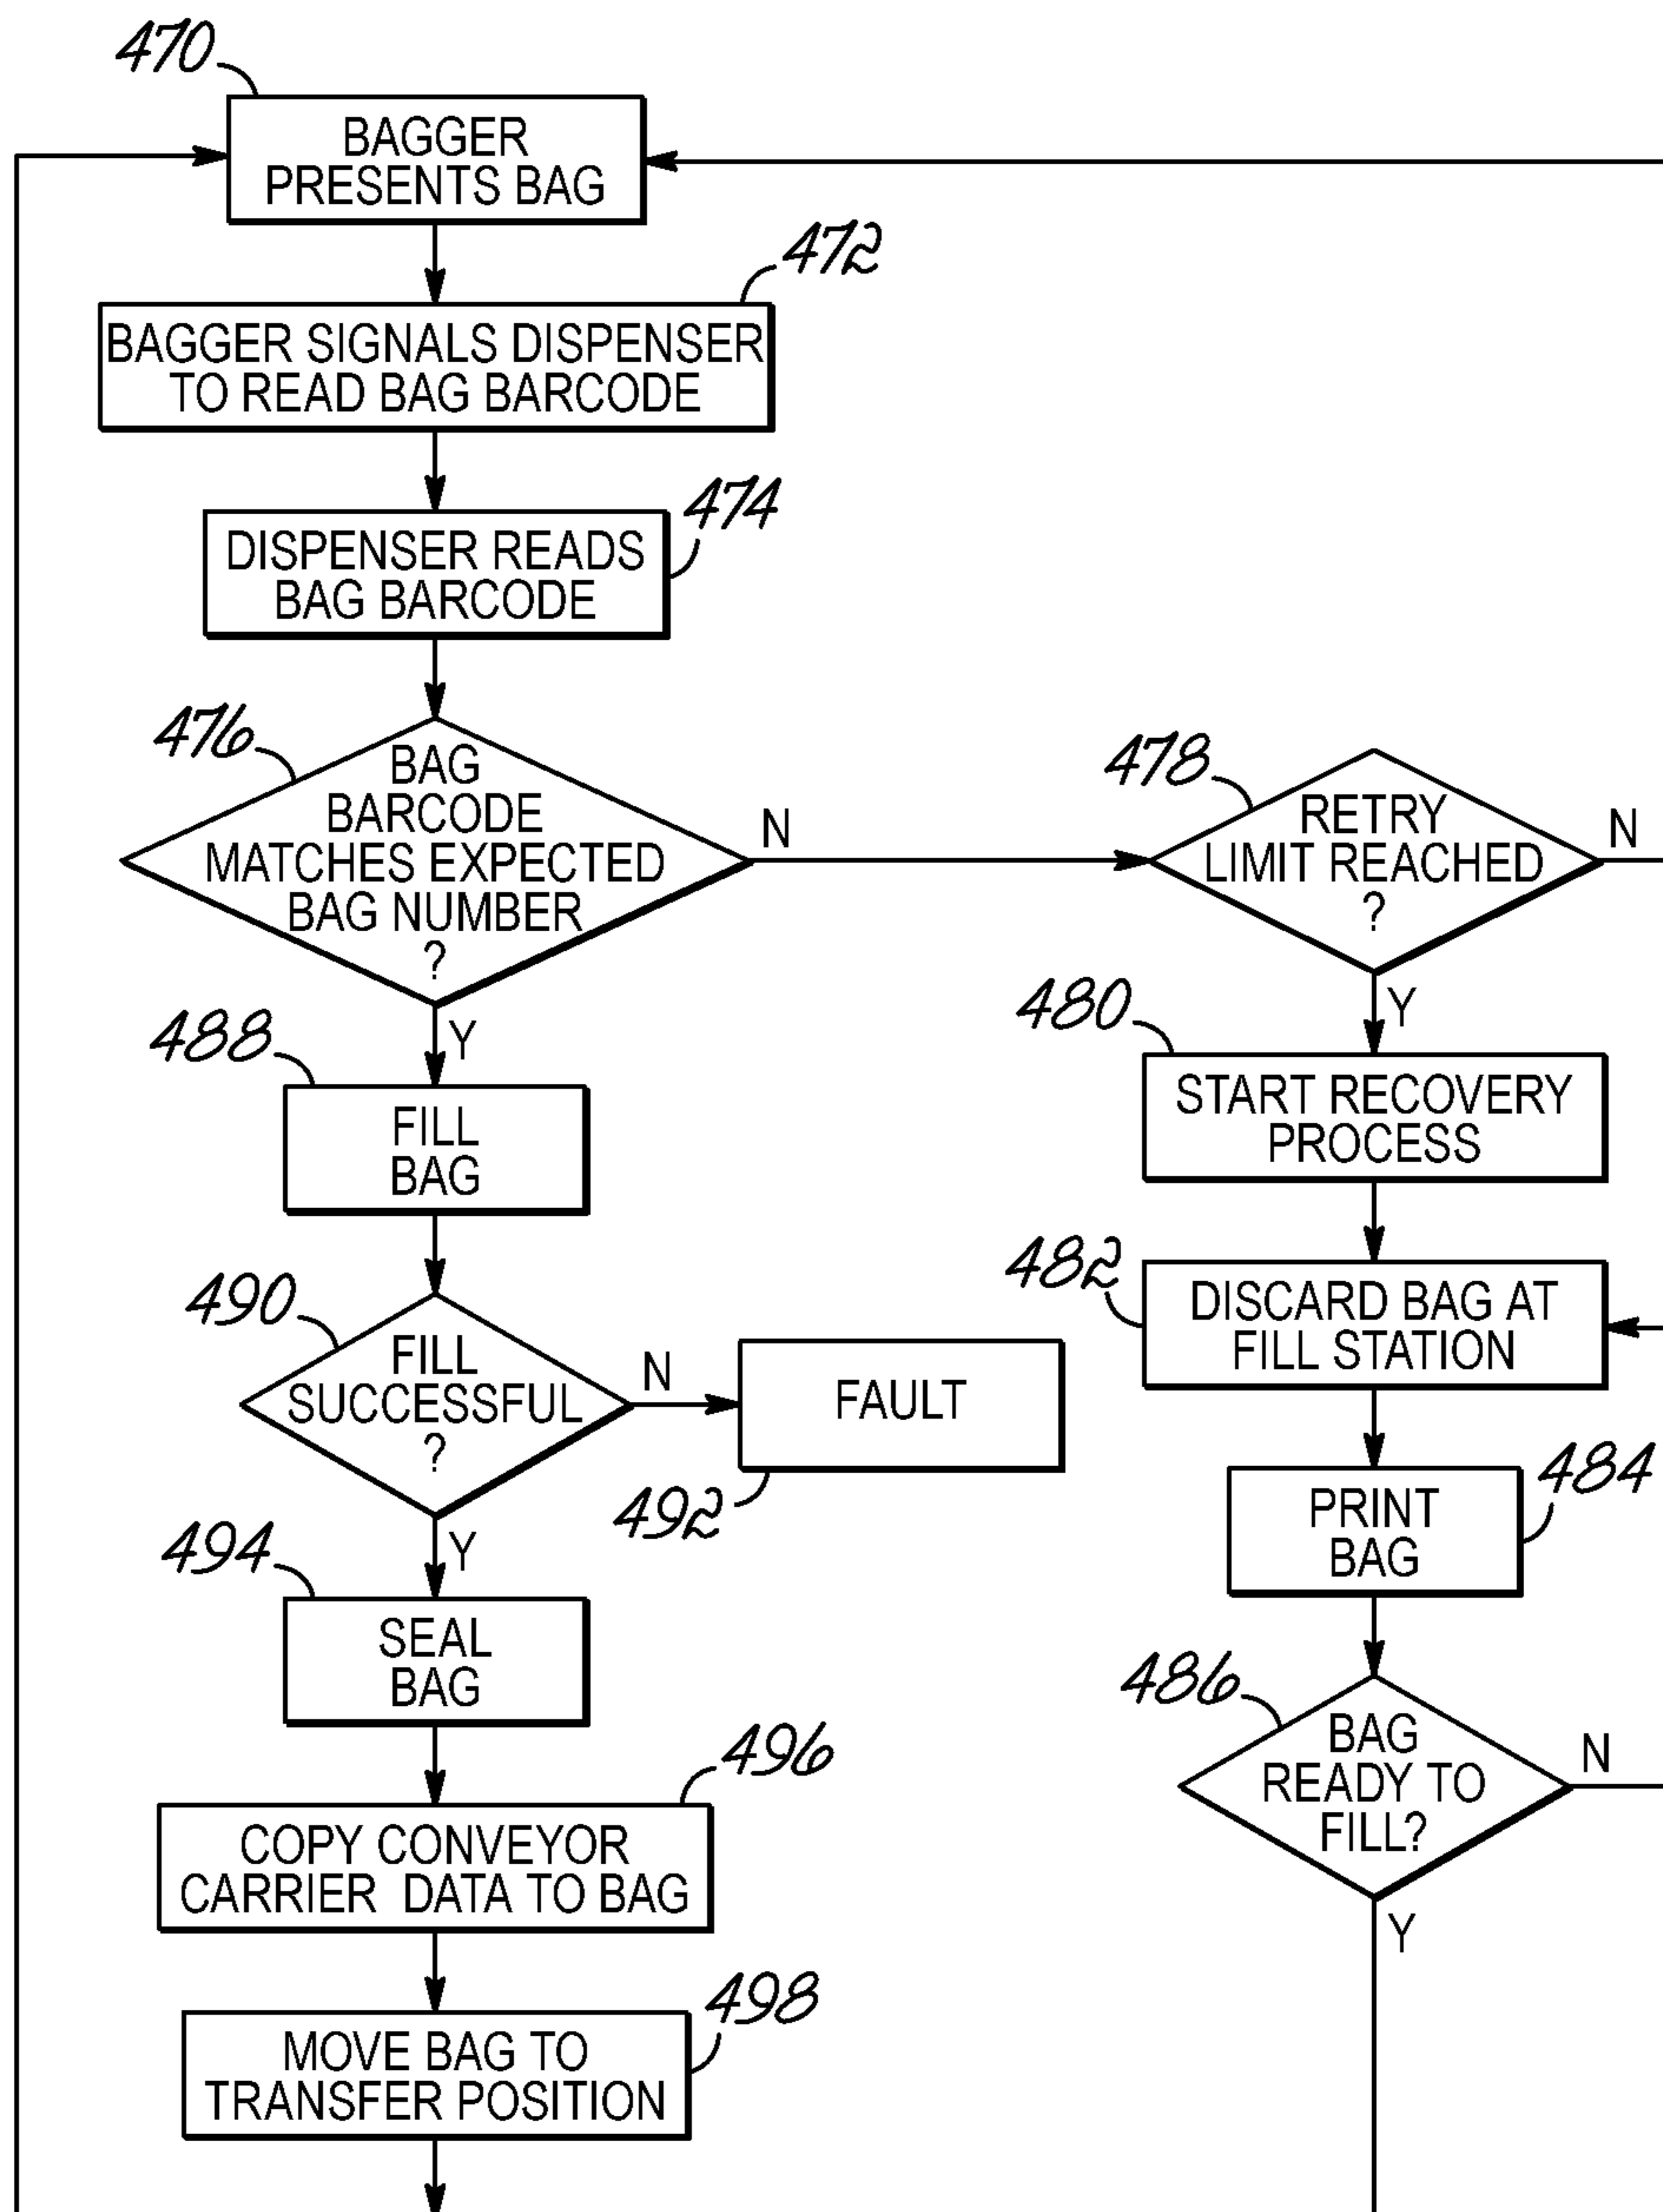 470
BAGGER
PRESENTS BAG
472
BAGGER SIGNALS DISPENSER
TO READ BAG BARCODE
474
DISPENSER READS
BAG BARCODE
476
BAG
BARCODE
MATCHES EXPECTED
BAG NUMBER
?
N
Y
478
RETRY
LIMIT REACHED
?
N
Y
480
START RECOVERY
PROCESS
482
DISCARD BAG AT
FILL STATION
484
PRINT
BAG
486
BAG
READY TO
FILL?
N
Y
488
FILL
BAG
490
FILL
SUCCESSFUL
?
N
Y
FAULT
492
494
SEAL
BAG
496
COPY CONVEYOR
CARRIER DATA TO BAG
498
MOVE BAG TO
TRANSFER POSITION